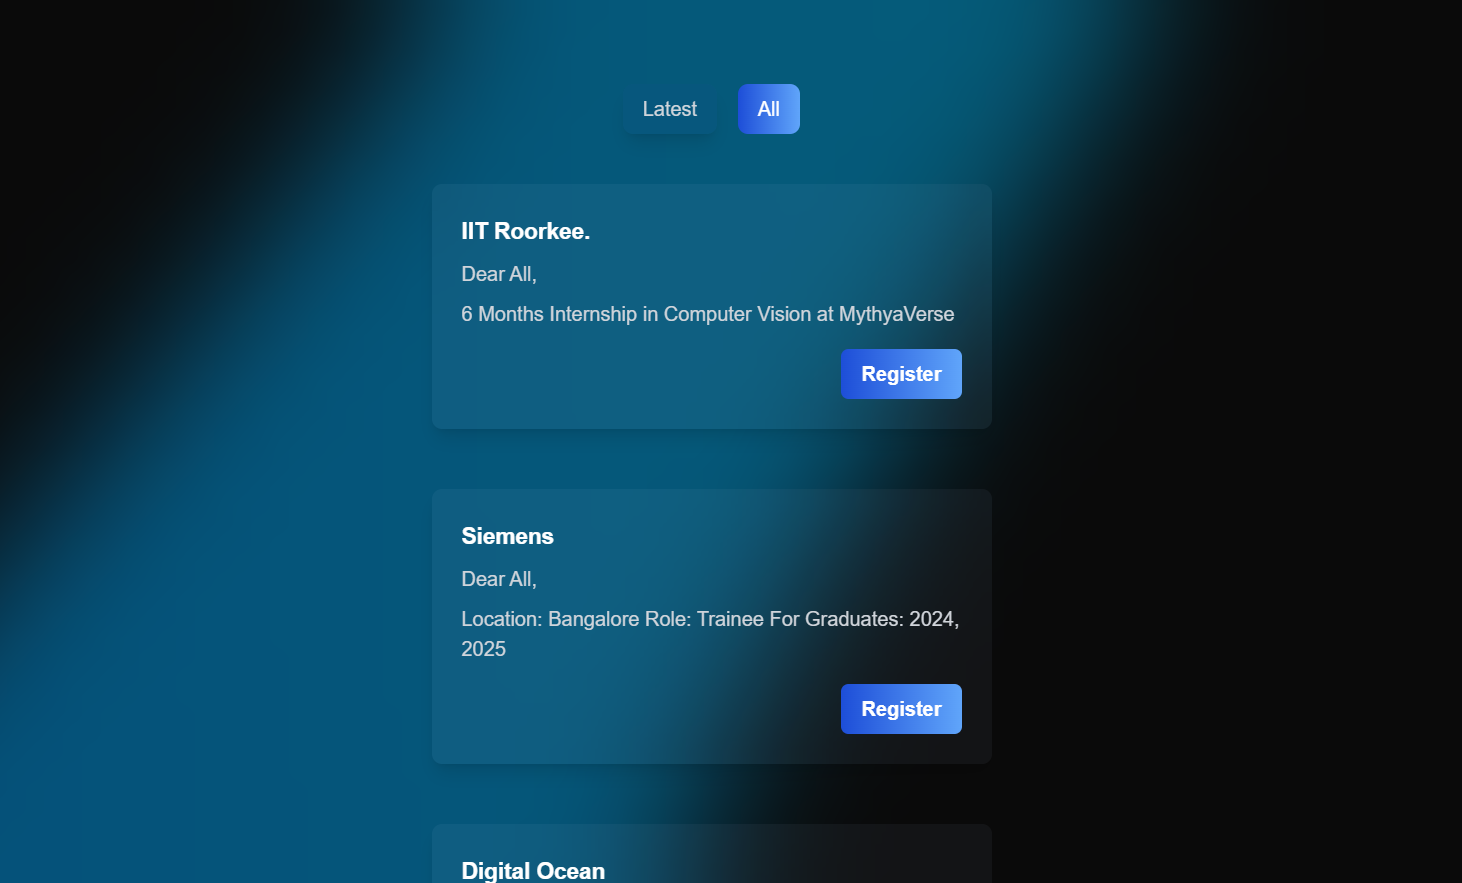 Latest
All
IIT Roorkee.
Dear All,
6 Months Internship in Computer Vision at MythyaVerse
Register
Siemens
Dear All,
Location: Bangalore Role: Trainee For Graduates: 2024,
2025
Register
Digital Ocean